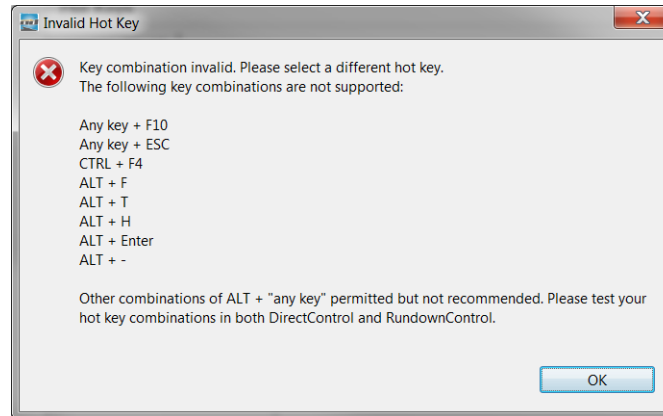 Invalid Hot Key
Key combination invalid. Please select a different hot key.
The following key combinations are not supported:
Any key + F10
Any key + ESC
CTRL + F4
ALT + F
ALT + T
ALT + H
ALT + Enter
ALT + -
Other combinations of ALT + "any key" permitted but not recommended. Please test your
hot key combinations in both DirectControl and RundownControl.
OK